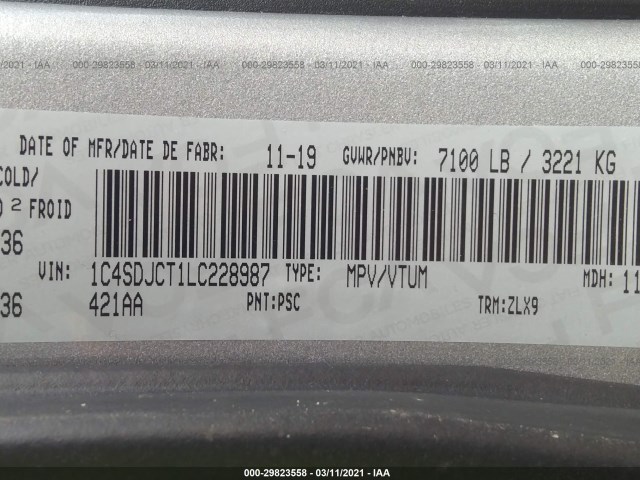 000-29823558 - 03/11/2021 - IAA
DATE OF MFR/DATE DE FABR: 11-19 GVWR/PNBV: 7100 LB / 3221 KG
COLD/
2 FROID
36
VIN: 1C4SDJCT1LC228987 TYPE: MPV/VTUM MDH: 11
36
421AA PNT:PSC TRM:ZLX9
000-29823558 - 03/11/2021 - IAA